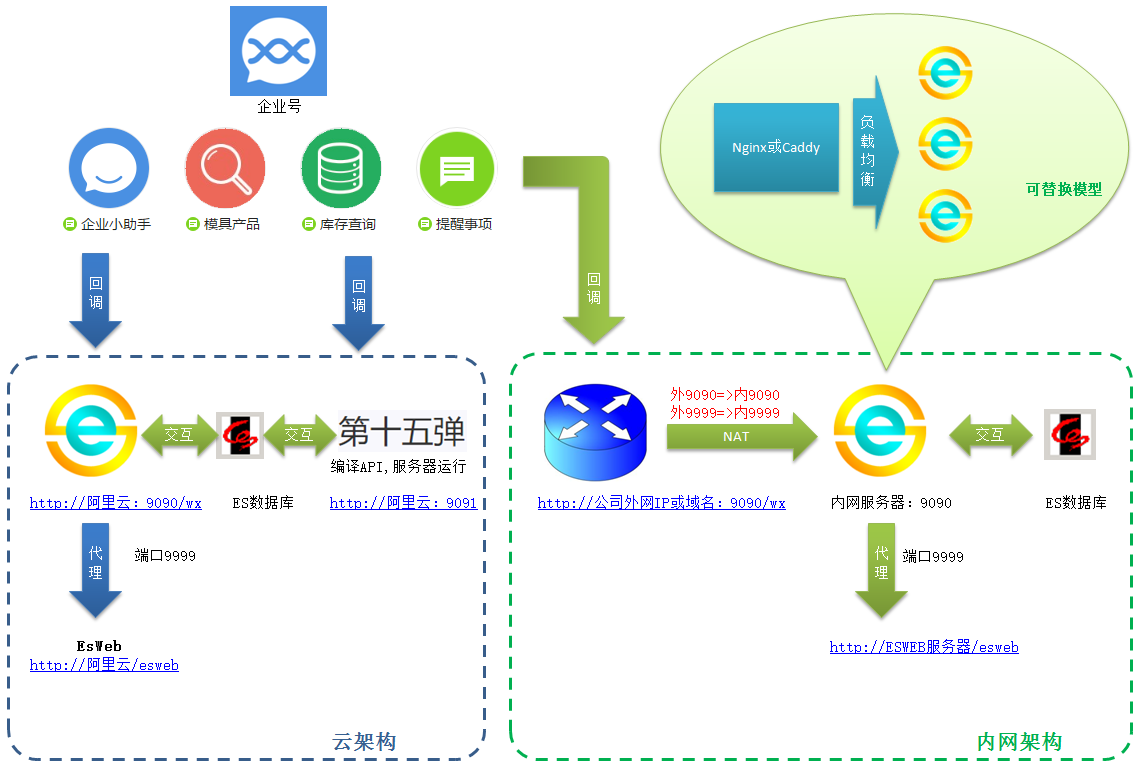 企业号
企业小助手
模具产品
库存查询
提醒事项
回调
回调
回调
Nginx或Caddy
负载均衡
可替换模型
交互
交互
第十五弹
编译API,服务器运行
http://阿里云：9090/wx
ES数据库
http://阿里云：9091
代理
端口9999
EsWeb
http://阿里云/esweb
云架构
外9090=>内9090
外9999=>内9999
NAT
交互
http://公司外网IP或域名：9090/wx
内网服务器：9090
ES数据库
代理
端口9999
http://ESWEB服务器/esweb
内网架构